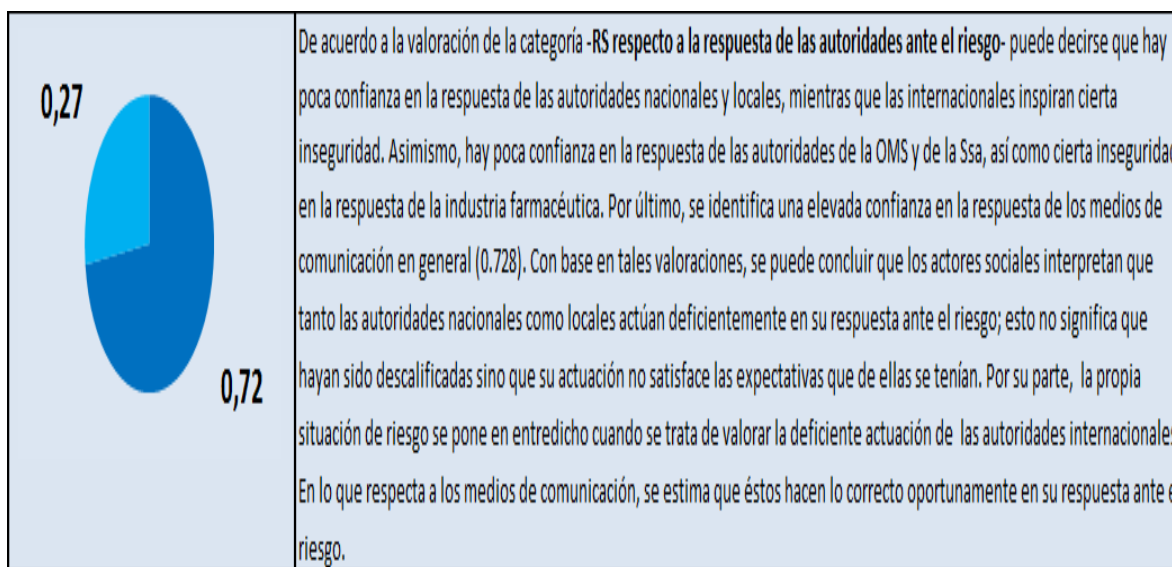 0,27
0,72
De acuerdo a la valoración de la categoría -RS respecto a la respuesta de las autoridades ante el riesgo- puede decirse que hay
poca confianza en la respuesta de las autoridades nacionales y locales, mientras que las internacionales inspiran cierta
inseguridad. Asimismo, hay poca confianza en la respuesta de las autoridades de la OMS y de la Ssa, así como cierta inseguridad
en la respuesta de la industria farmacéutica. Por último, se identifica una elevada confianza en la respuesta de los medios de
comunicación en general (0.728). Con base en tales valoraciones, se puede concluir que los actores sociales interpretan que
tanto las autoridades nacionales como locales actúan deficientemente en su respuesta ante el riesgo; esto no significa que
hayan sido descalificadas sino que su actuación no satisface las expectativas que de ellas se tenían. Por su parte, la propia
situación de riesgo se pone en entredicho cuando se trata de valorar la deficiente actuación de las autoridades internacionales
En lo que respecta a los medios de comunicación, se estima que éstos hacen lo correcto oportunamente en su respuesta ante e
riesgo.